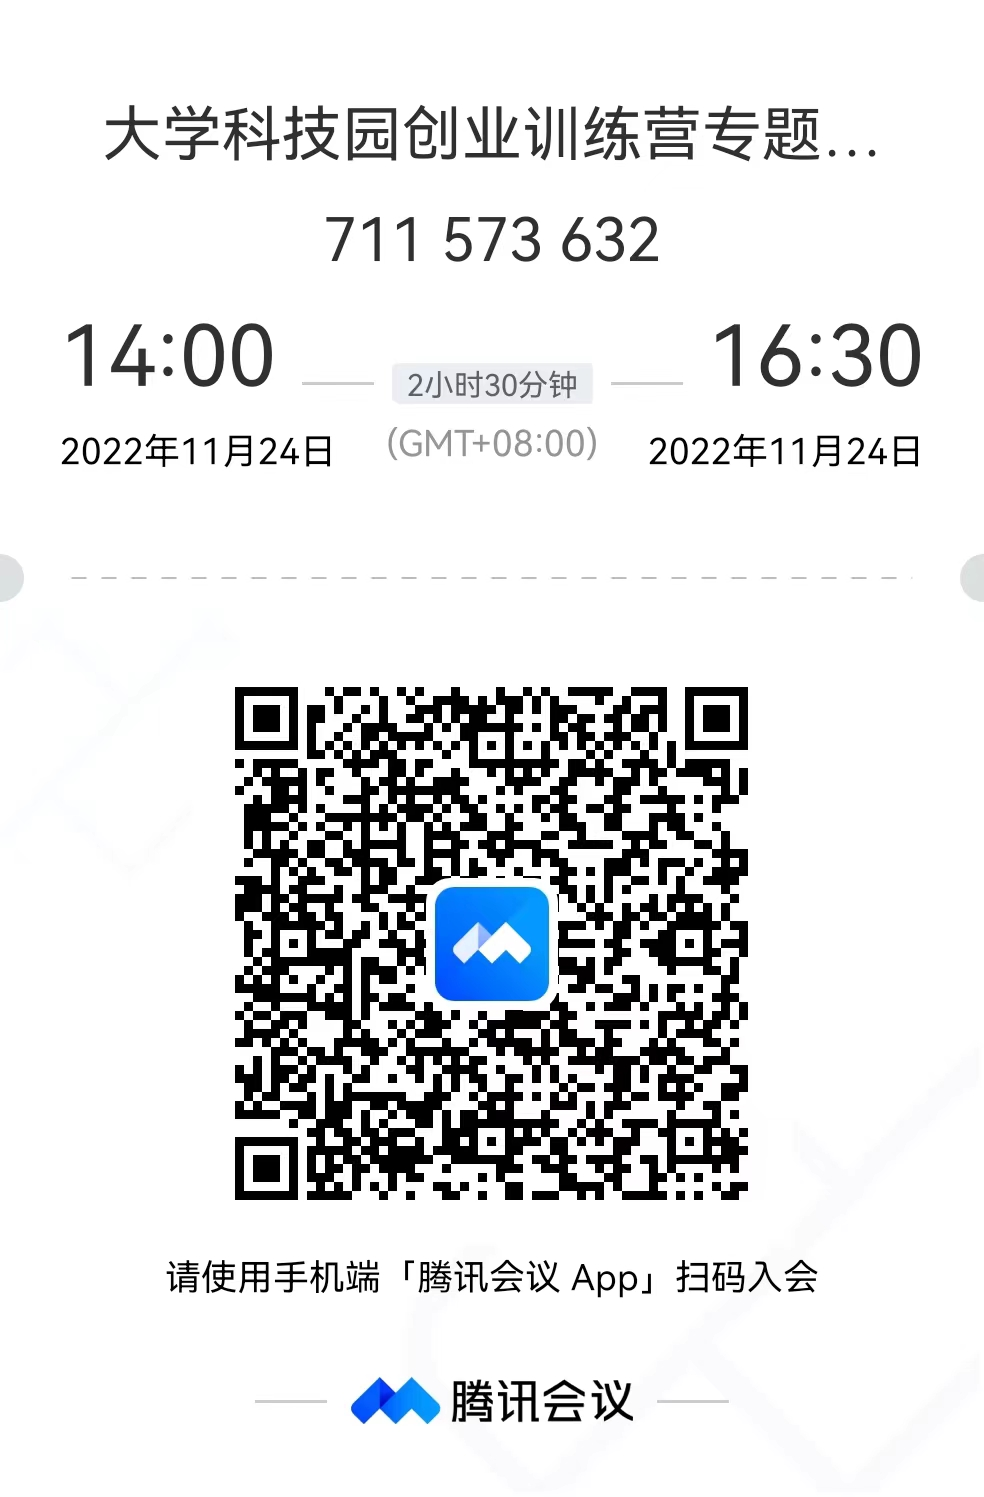 大学科技园创业训练营专题...
711 573 632
14:00
2小时30分钟
16:30
2022年11月24日
(GMT+08:00)
2022年11月24日
请使用手机端「腾讯会议 App」扫码入会
腾讯会议